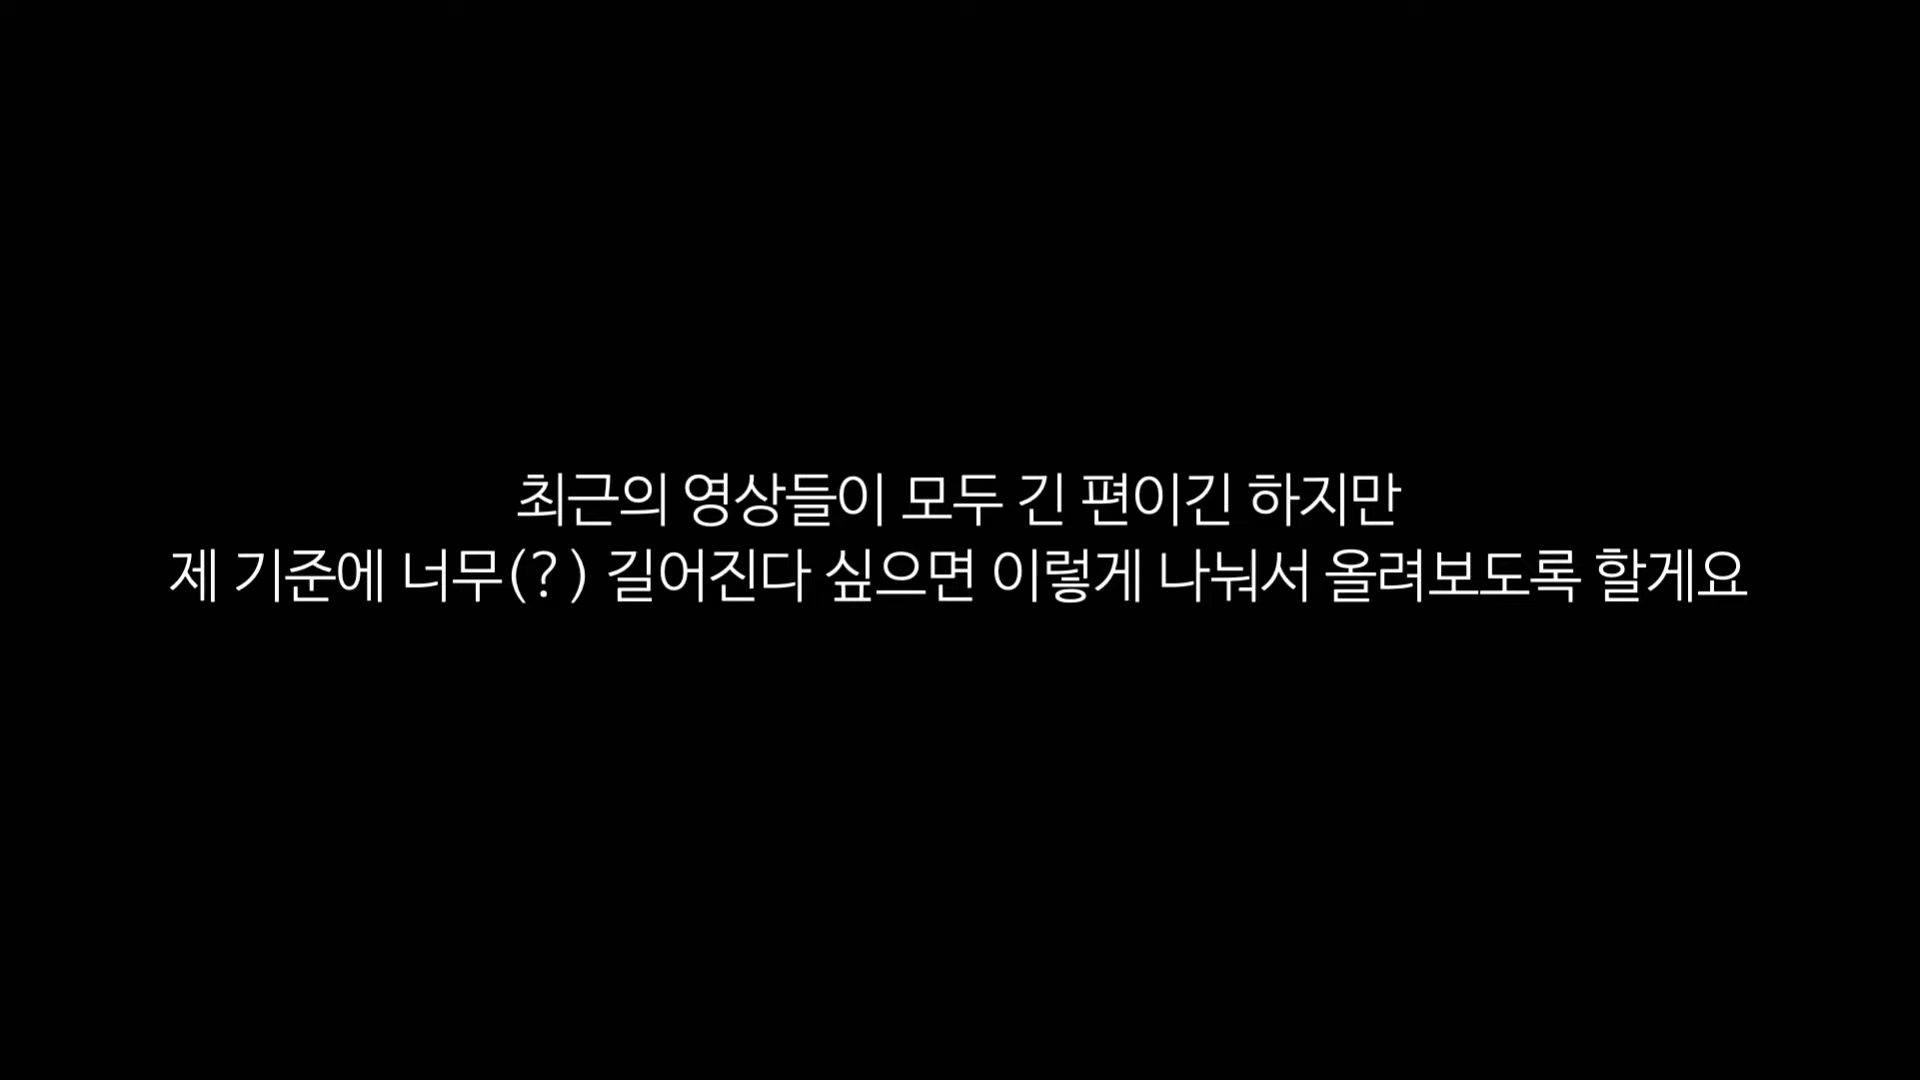 최근의 영상들이 모두 긴 편이긴 하지만
제 기준에 너무(?) 길어진다 싶으면 이렇게 나눠서 올려보도록 할게요